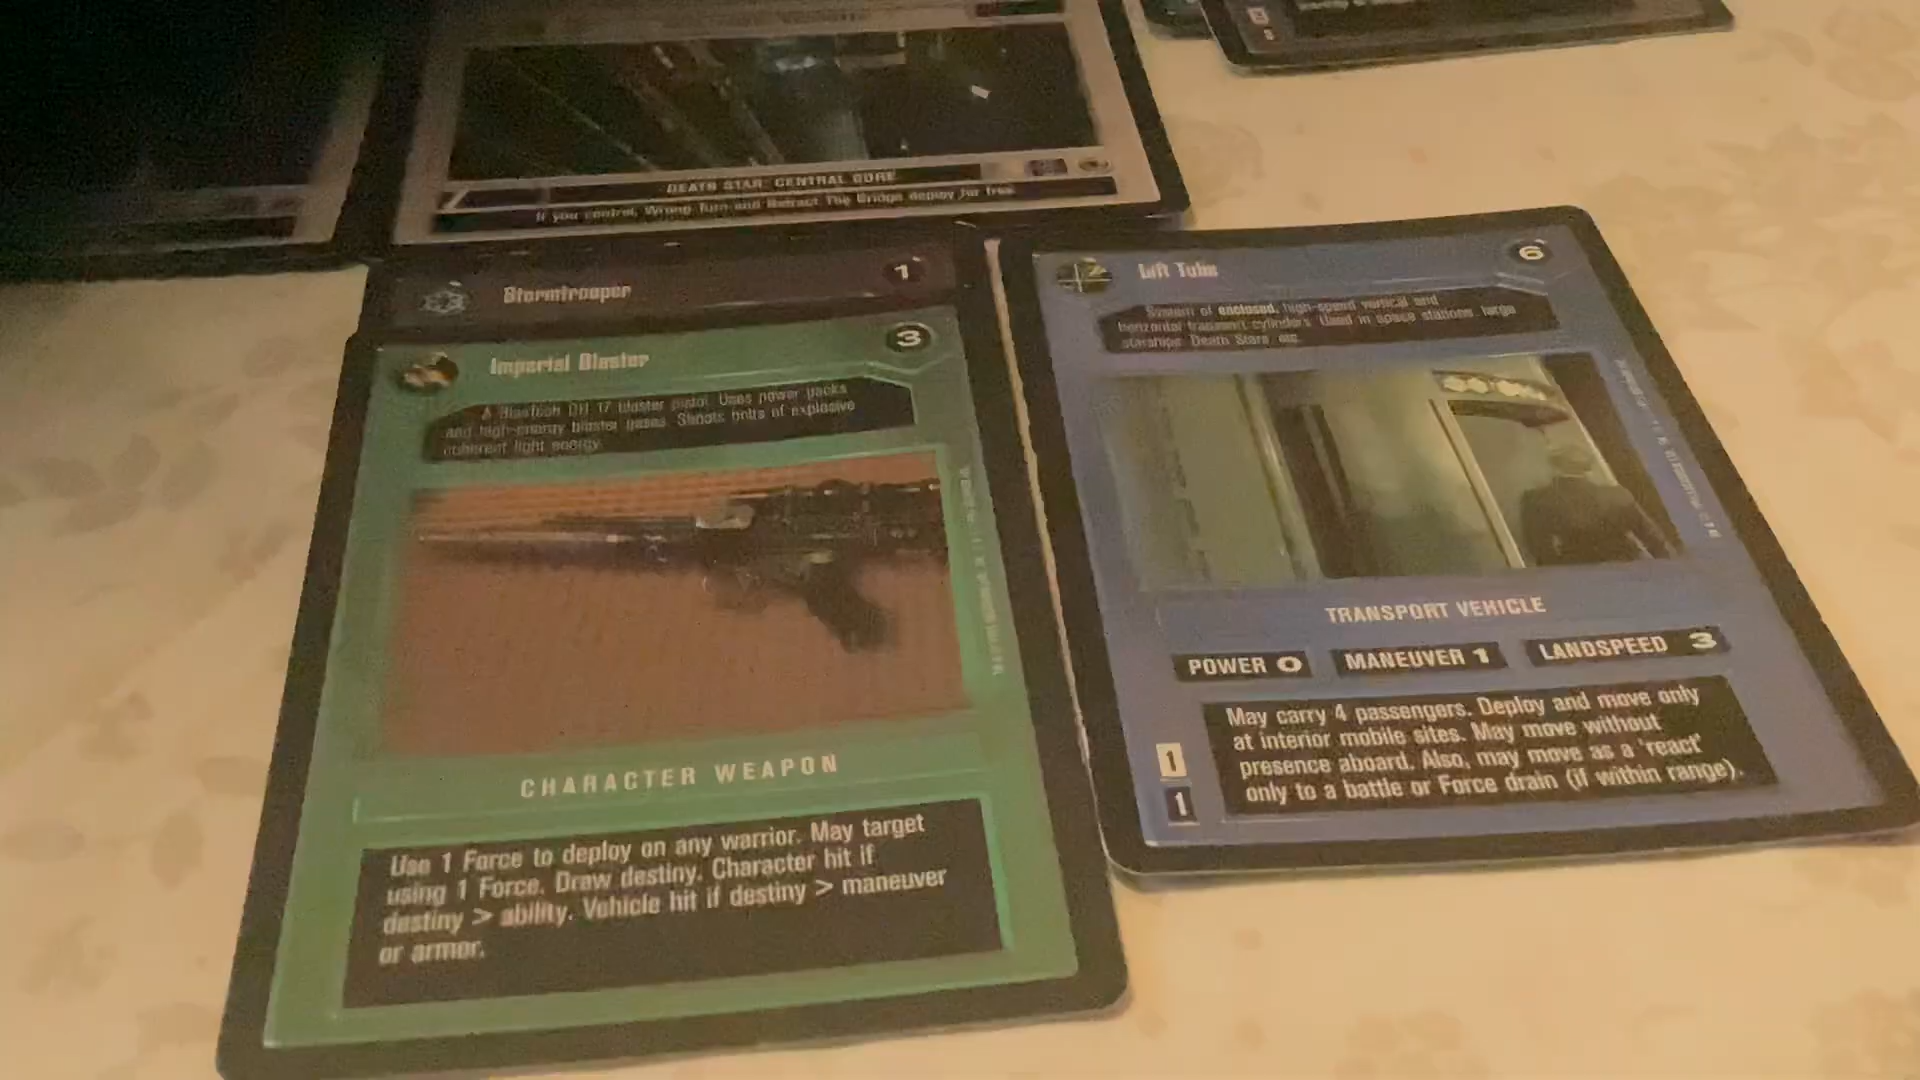 DEATH STAR: CENTRAL CORE
If you control, Wrong Turn and Retract The Bridge deploy for free.
Stormtrooper
1
Imperial Blaster
3
A BlasTech DH-17 blaster pistol. Uses power packs
and high-energy blaster gases. Shoots bolts of explosive
coherent light energy.
CHARACTER WEAPON
Use 1 Force to deploy on any warrior. May target
using 1 Force. Draw destiny. Character hit if
destiny > ability. Vehicle hit if destiny > maneuver
or armor.
Lift Tube
6
System of enclosed, high-speed vertical and
horizontal transport cylinders. Used in space stations, large
starships, Death Stars, etc.
TRANSPORT VEHICLE
POWER 0
MANEUVER 1
LANDSPEED 3
May carry 4 passengers. Deploy and move only
at interior mobile sites. May move without
presence aboard. Also, may move as a 'react'
only to a battle or Force drain (if within range).
1
1